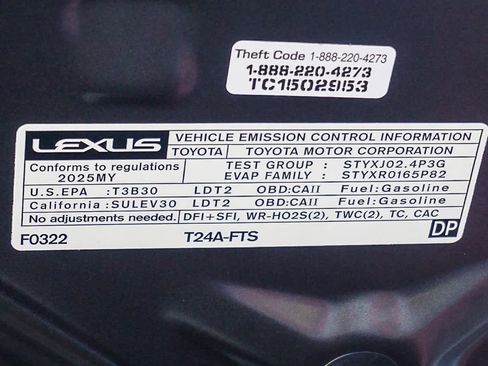 Theft Code 1-888-220-4273
1-888-220-4273
TC1502953
LEXUS VEHICLE EMISSION CONTROL INFORMATION
TOYOTA TOYOTA MOTOR CORPORATION
Conforms to regulations TEST GROUP : STYXJ02.4P3G
2025MY EVAP FAMILY : STYXR0165P82
U.S.EPA :T3B30 LDT2 OBD:CAII Fuel:Gasoline
California :SULEV30 LDT2 OBD:CAII Fuel:Gasoline
No adjustments needed. DFI+SFI, WR-HO2S(2), TWC(2), TC, CAC
F0322 T24A-FTS DP